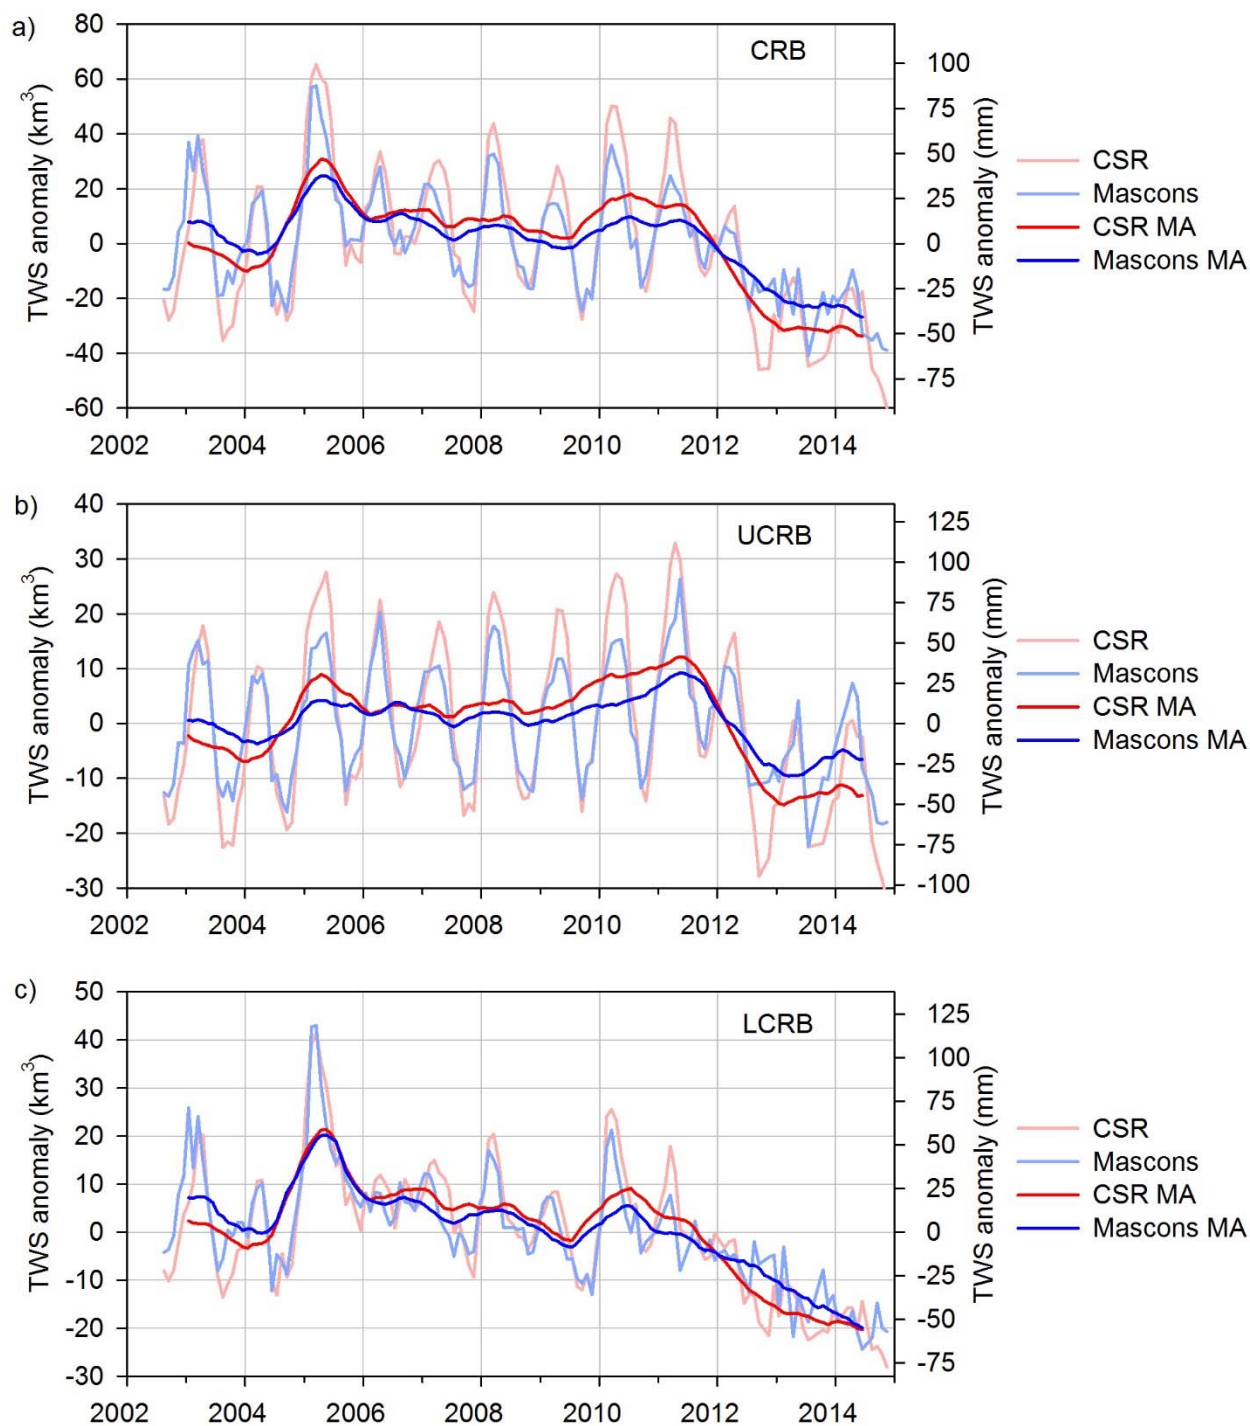 a)
CRB
TWS anomaly (km³)
80
60
40
20
0
-20
-40
-60
100
75
50
25
0
-25
-50
-75
TWS anomaly (mm)
2002 2004 2006 2008 2010 2012 2014
CSR
Mascons
CSR MA
Mascons MA
b)
UCRB
TWS anomaly (km³)
40
30
20
10
0
-10
-20
-30
125
100
75
50
25
0
-25
-50
-75
-100
TWS anomaly (mm)
2002 2004 2006 2008 2010 2012 2014
CSR
Mascons
CSR MA
Mascons MA
c)
LCRB
TWS anomaly (km³)
50
40
30
20
10
0
-10
-20
-30
125
100
75
50
25
0
-25
-50
-75
TWS anomaly (mm)
2002 2004 2006 2008 2010 2012 2014
CSR
Mascons
CSR MA
Mascons MA